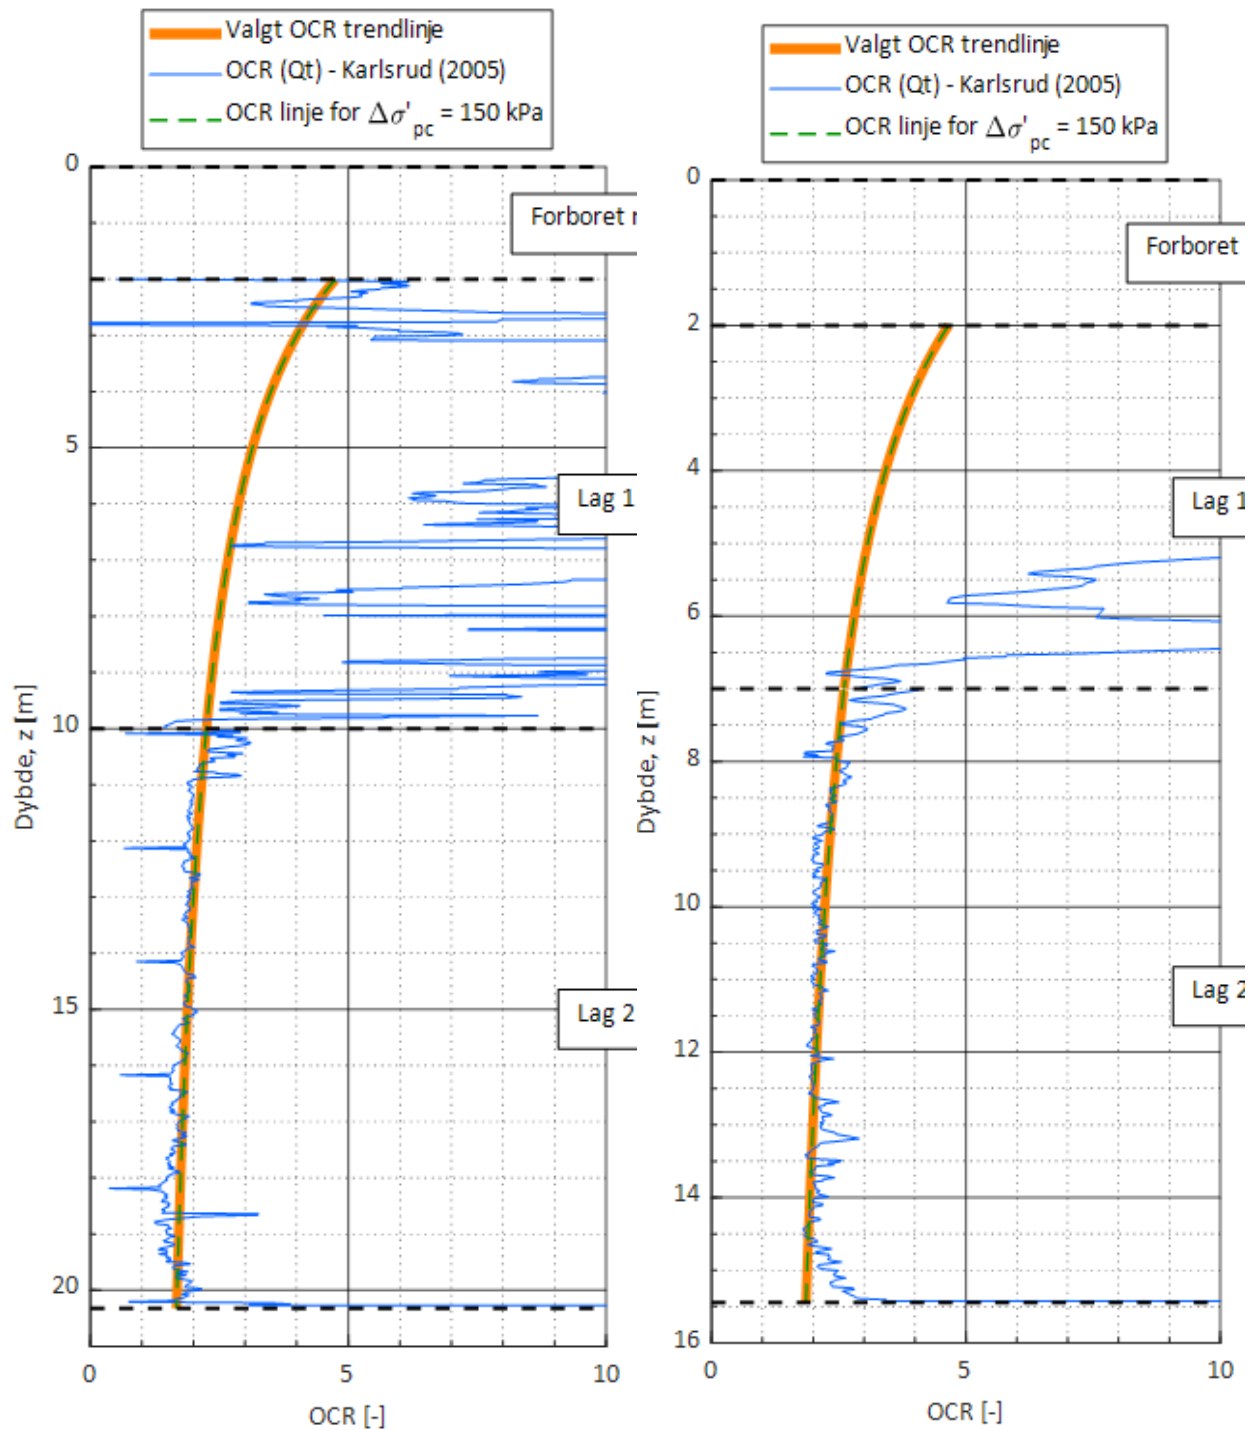 Valgt OCR trendlinje
OCR (Qt) - Karlsrud (2005)
OCR linje for Δσ'pc = 150 kPa
0
5
10
15
20
Dybde, z [m]
Forboret
Lag 1
Lag 2
0
5
10
OCR [-]
Valgt OCR trendlinje
OCR (Qt) - Karlsrud (2005)
OCR linje for Δσ'pc = 150 kPa
0
2
4
6
8
10
12
14
16
Dybde, z [m]
Forboret
Lag 1
Lag 2
0
5
10
OCR [-]